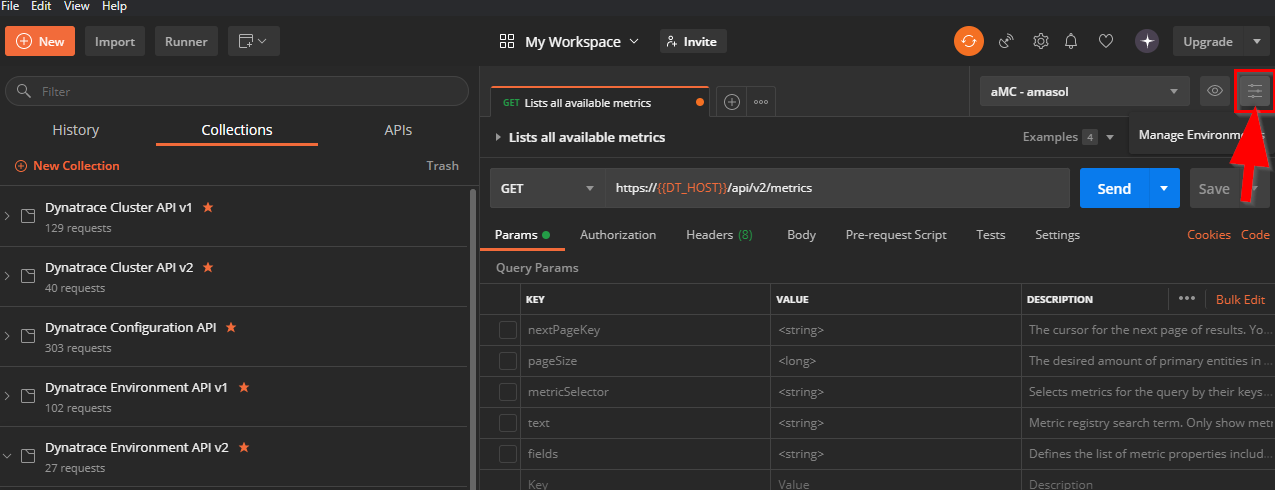 File Edit View Help
New Import Runner My Workspace Invite Upgrade
Filter
GET Lists all available metrics
aMC - amasol
History Collections APIs
Lists all available metrics Examples 4
Manage Environm
New Collection Trash
GET https://{{DT_HOST}}/api/v2/metrics Send Save
Dynatrace Cluster API v1
129 requests
Dynatrace Cluster API v2
40 requests
Dynatrace Configuration API
303 requests
Dynatrace Environment API v1
102 requests
Dynatrace Environment API v2
27 requests
Params Authorization Headers (8) Body Pre-request Script Tests Settings Cookies Code
Query Params
KEY VALUE DESCRIPTION Bulk Edit
nextPageKey <string> The cursor for the next page of results. Yo...
pageSize <long> The desired amount of primary entities in ...
metricSelector <string> Selects metrics for the query by their keys...
text <string> Metric registry search term. Only show metr...
fields <string> Defines the list of metric properties includ...
Key Value Description